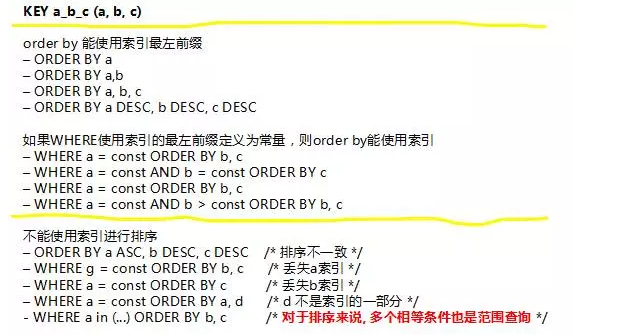 KEY a_b_c (a, b, c)
order by 能使用索引最左前缀
– ORDER BY a
– ORDER BY a,b
– ORDER BY a, b, c
– ORDER BY a DESC, b DESC, c DESC
如果WHERE使用索引的最左前缀定义为常量，则order by能使用索引
– WHERE a = const ORDER BY b, c
– WHERE a = const AND b = const ORDER BY c
– WHERE a = const ORDER BY b, c
– WHERE a = const AND b > const ORDER BY b, c
不能使用索引进行排序
– ORDER BY a ASC, b DESC, c DESC /* 排序不一致 */
– WHERE g = const ORDER BY b, c /* 丢失a索引 */
– WHERE a = const ORDER BY c /* 丢失b索引 */
– WHERE a = const ORDER BY a, d /* d 不是索引的一部分 */
- WHERE a in (...) ORDER BY b, c /* 对于排序来说, 多个相等条件也是范围查询 */